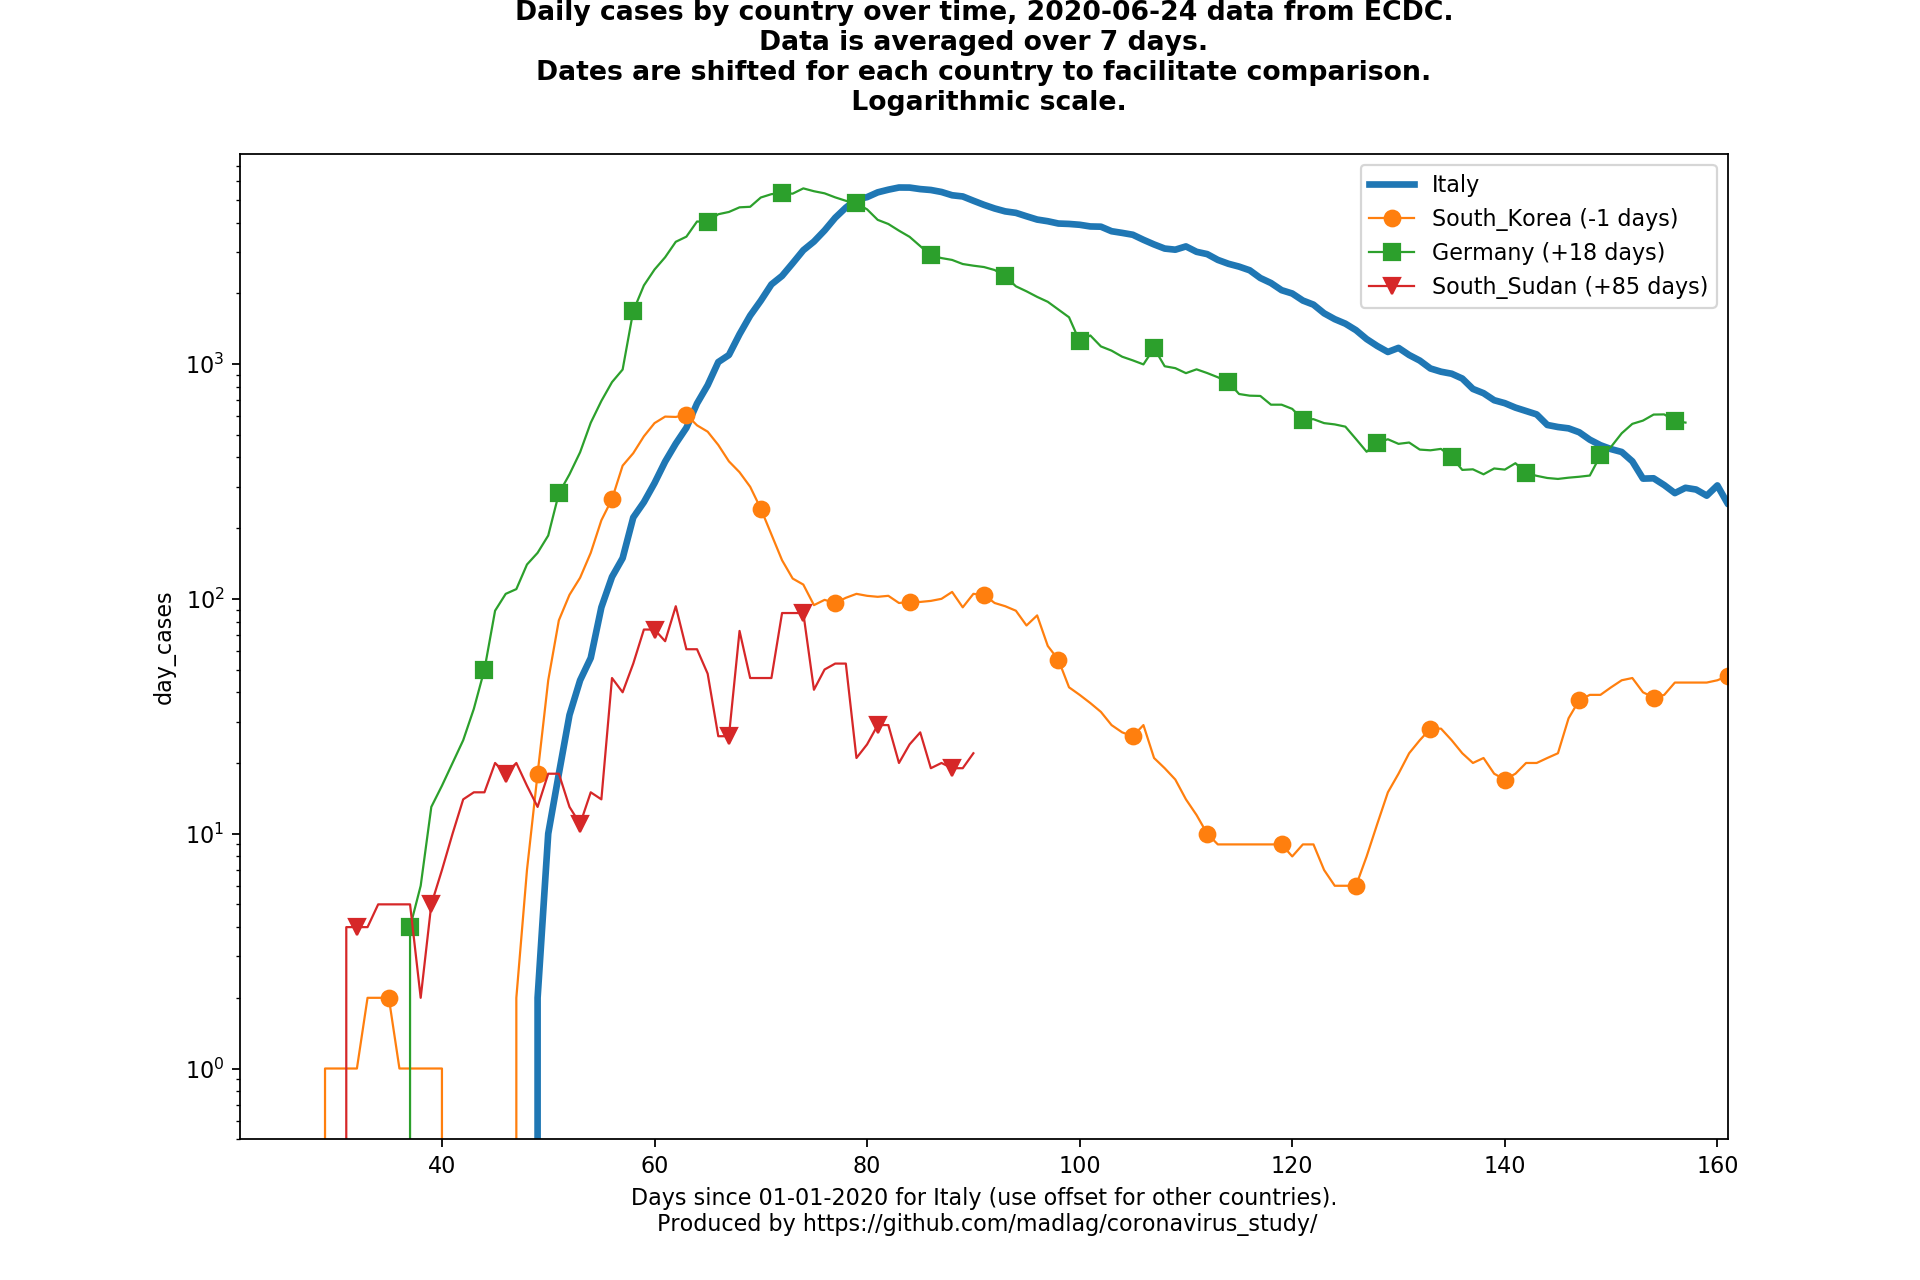 Daily cases by country over time, 2020-06-24 data from ECDC.
Data is averaged over 7 days.
Dates are shifted for each country to facilitate comparison.
Logarithmic scale.
Italy
South_Korea (-1 days)
Germany (+18 days)
South_Sudan (+85 days)
10³
10²
10¹
10⁰
day_cases
40 60 80 100 120 140 160
Days since 01-01-2020 for Italy (use offset for other countries).
Produced by https://github.com/madlag/coronavirus_study/